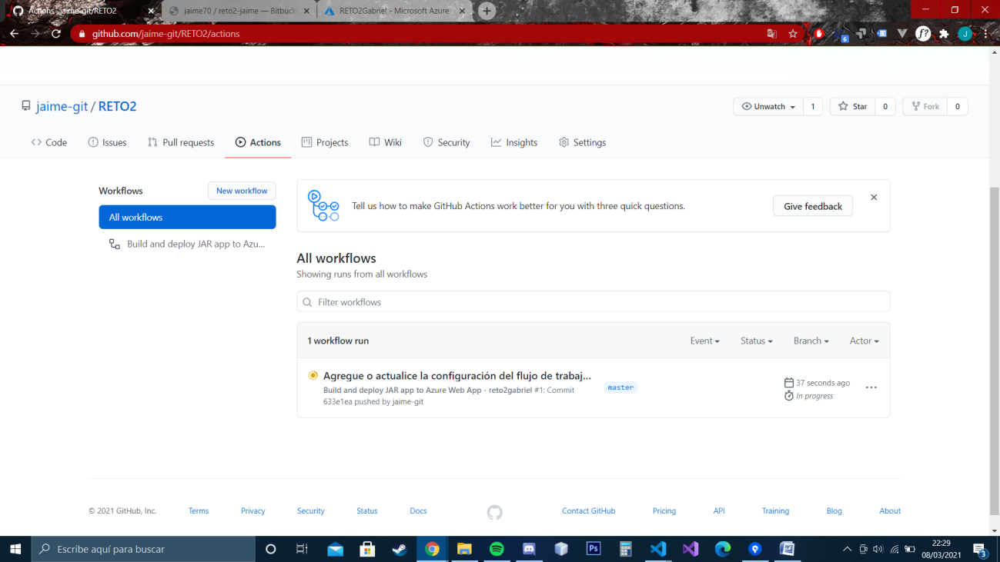 Actions · jaime-git/RETO2
jaime70 / reto2-jaime — Bitbuck
RETO2Gabriel - Microsoft Azure
github.com/jaime-git/RETO2/actions
6
f?
J
jaime-git / RETO2
Unwatch 1
Star 0
Fork 0
Code
Issues
Pull requests
Actions
Projects
Wiki
Security
Insights
Settings
Workflows
New workflow
All workflows
Build and deploy JAR app to Azu...
Tell us how to make GitHub Actions work better for you with three quick questions.
Give feedback
All workflows
Showing runs from all workflows
Filter workflows
1 workflow run
Event
Status
Branch
Actor
Agregue o actualice la configuración del flujo de trabaj...
Build and deploy JAR app to Azure Web App - reto2gabriel #1: Commit
633e1ea pushed by jaime-git
master
37 seconds ago
In progress
© 2021 GitHub, Inc.
Terms
Privacy
Security
Status
Docs
Contact GitHub
Pricing
API
Training
Blog
About
Escribe aquí para buscar
Ps
22:29
08/03/2021
3